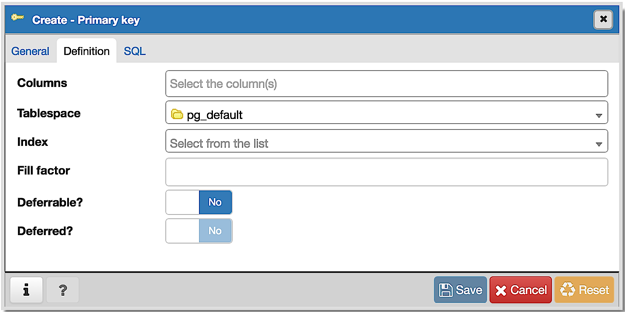 Create - Primary key
General Definition SQL
Columns Select the column(s)
Tablespace pg_default
Index Select from the list
Fill factor
Deferrable? No
Deferred? No
i ? Save Cancel Reset